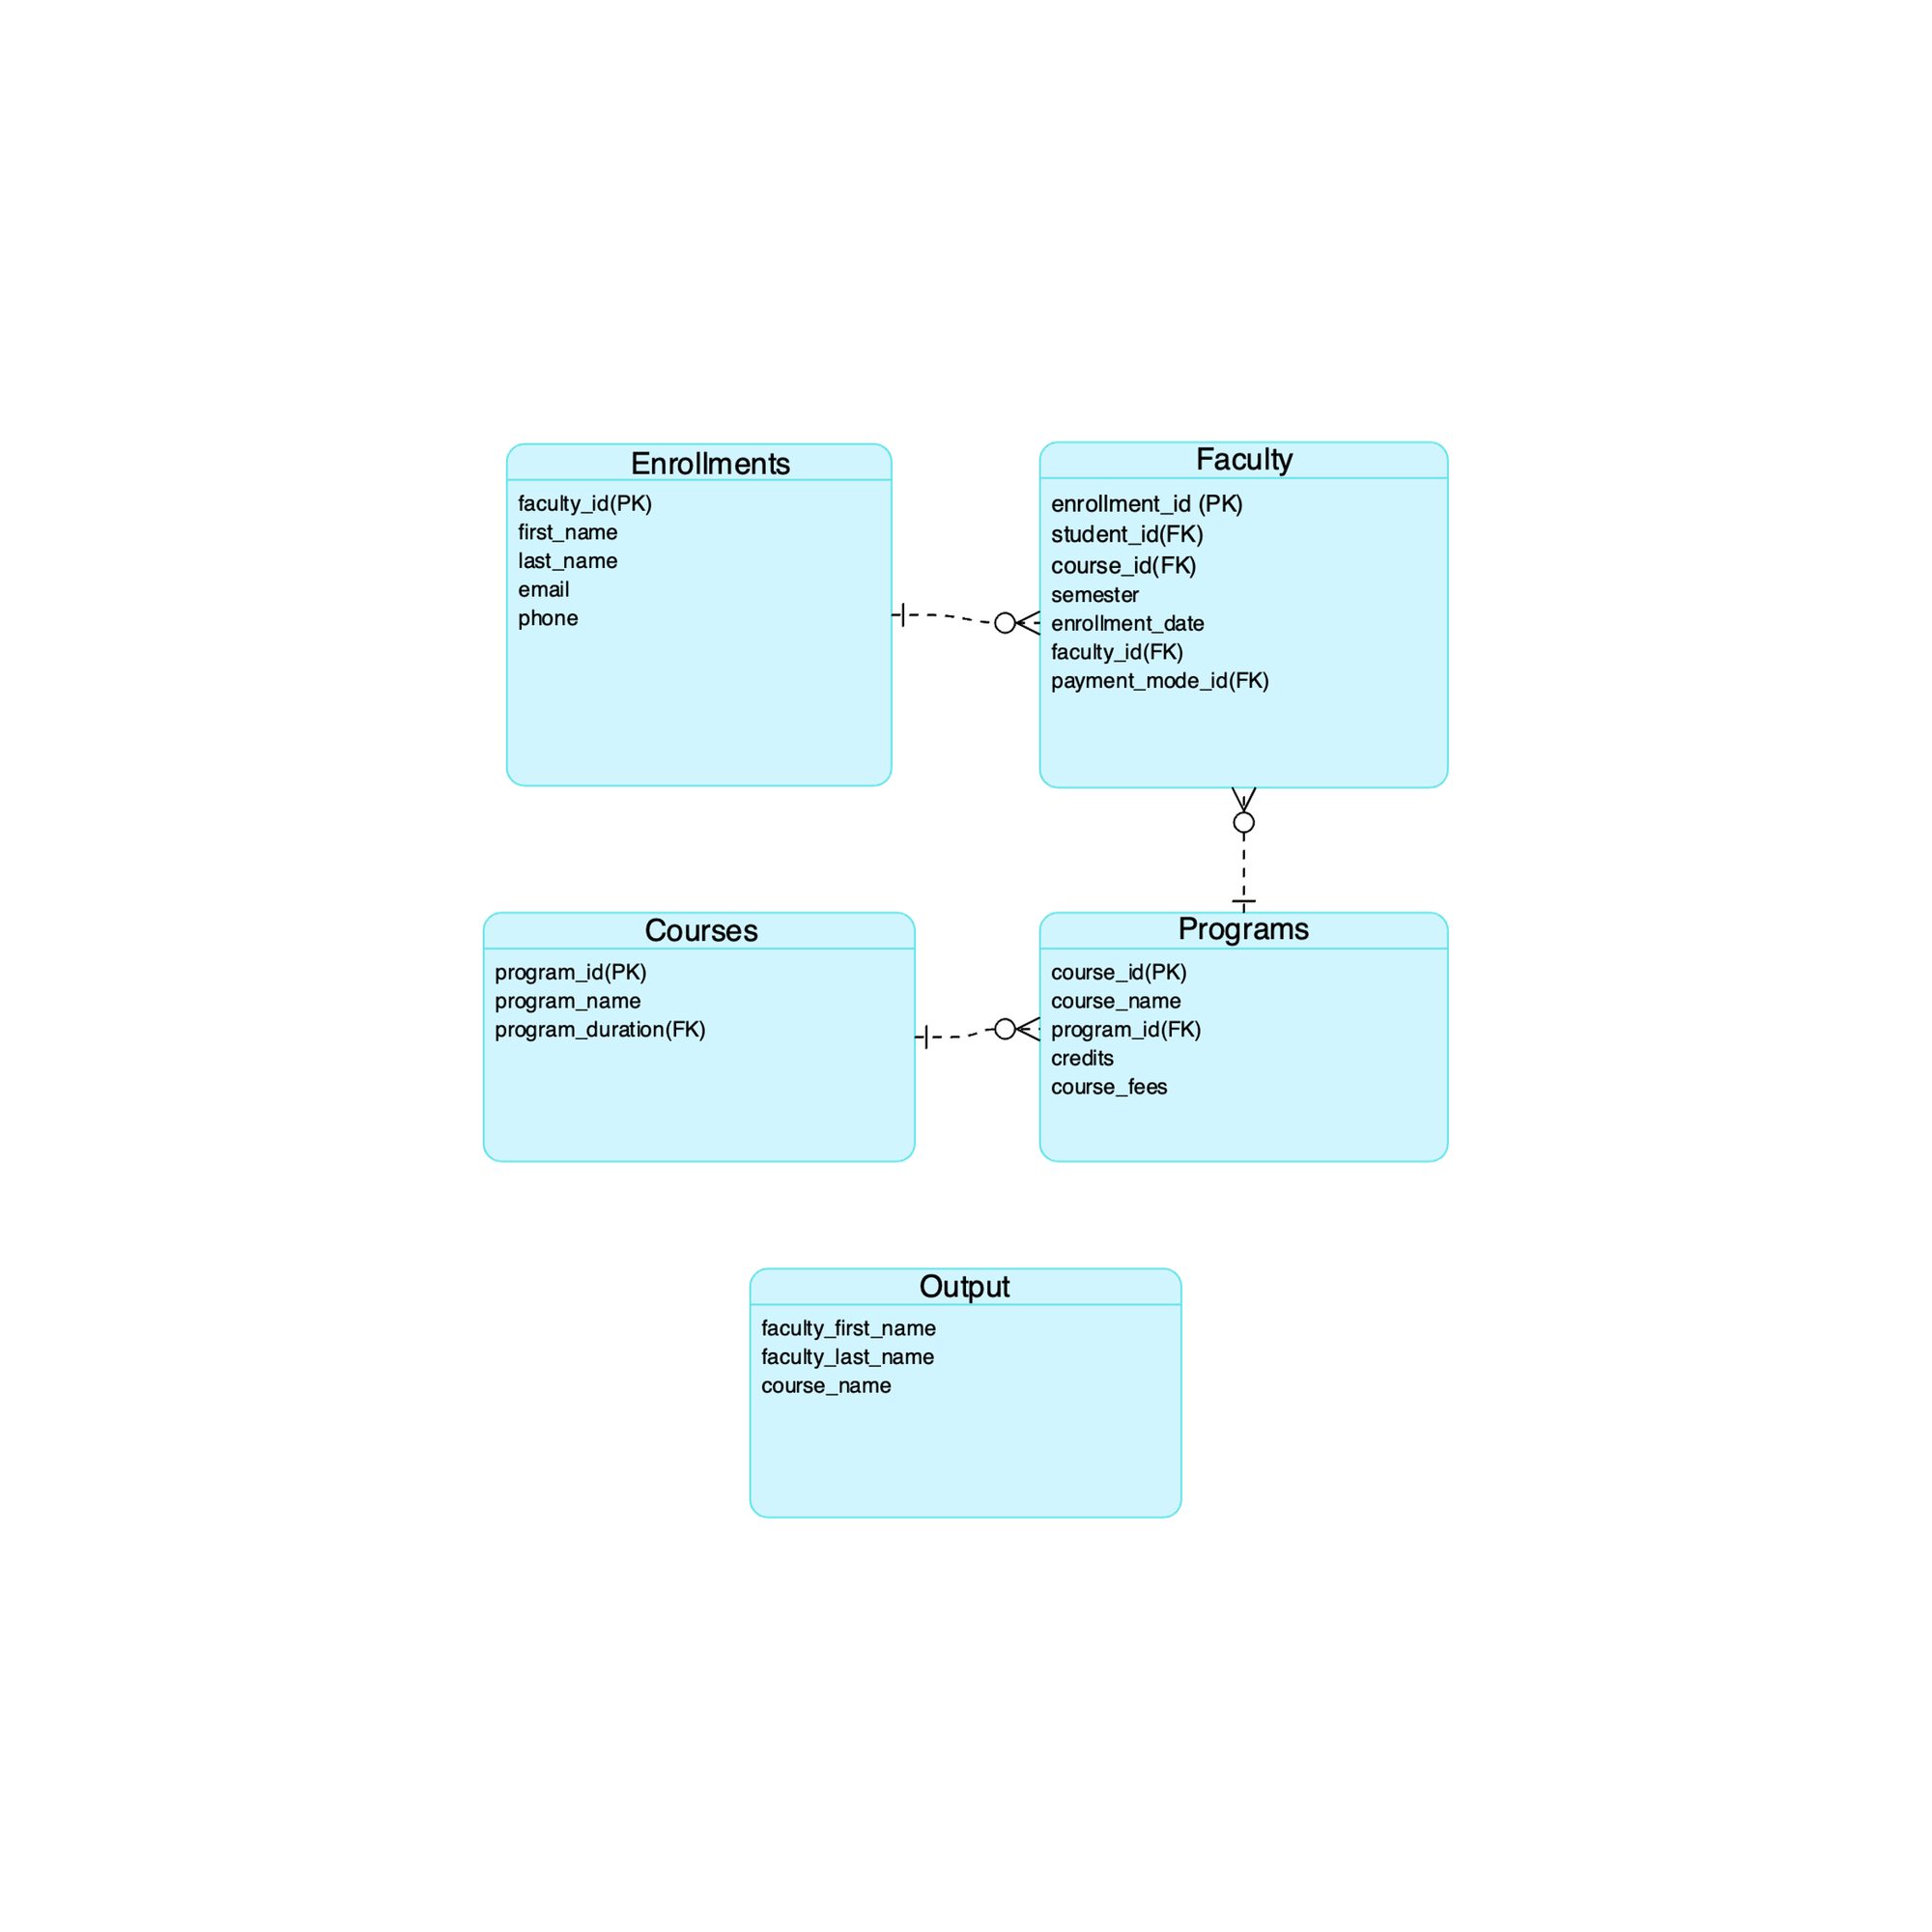 Enrollments
faculty_id(PK)
first_name
last_name
email
phone
Faculty
enrollment_id (PK)
student_id(FK)
course_id(FK)
semester
enrollment_date
faculty_id(FK)
payment_mode_id(FK)
Courses
program_id(PK)
program_name
program_duration(FK)
Programs
course_id(PK)
course_name
program_id(FK)
credits
course_fees
Output
faculty_first_name
faculty_last_name
course_name